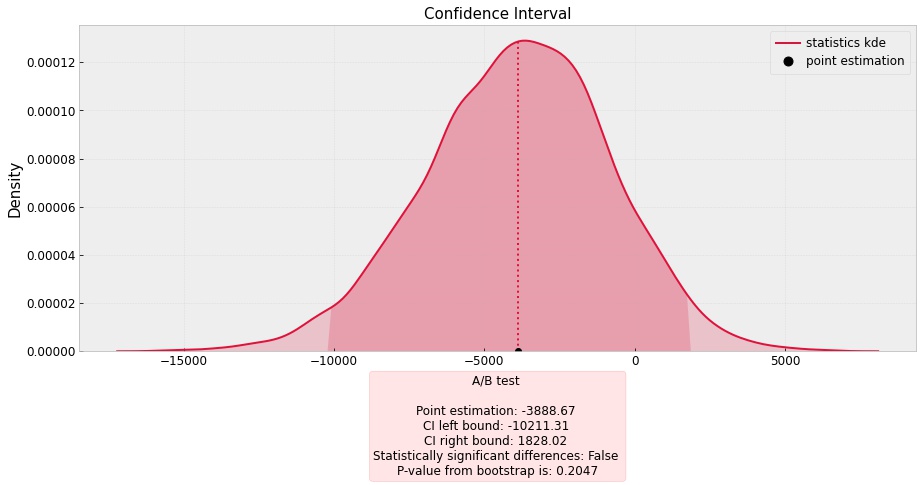 Confidence Interval
statistics kde
point estimation
Density
0.00012
0.00010
0.00008
0.00006
0.00004
0.00002
0.00000
−15000
−10000
−5000
0
5000
A/B test
Point estimation: -3888.67
CI left bound: -10211.31
CI right bound: 1828.02
Statistically significant differences: False
P-value from bootstrap is: 0.2047